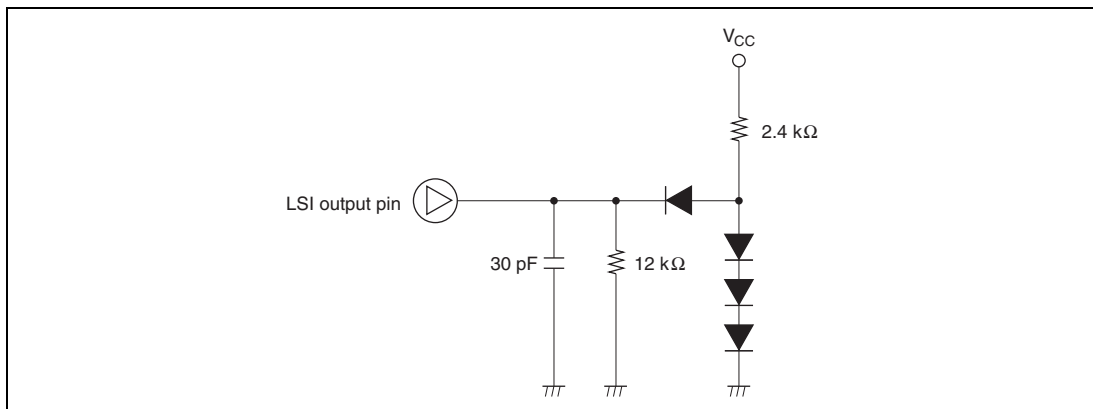 V_CC
2.4 kΩ
LSI output pin
30 pF
12 kΩ